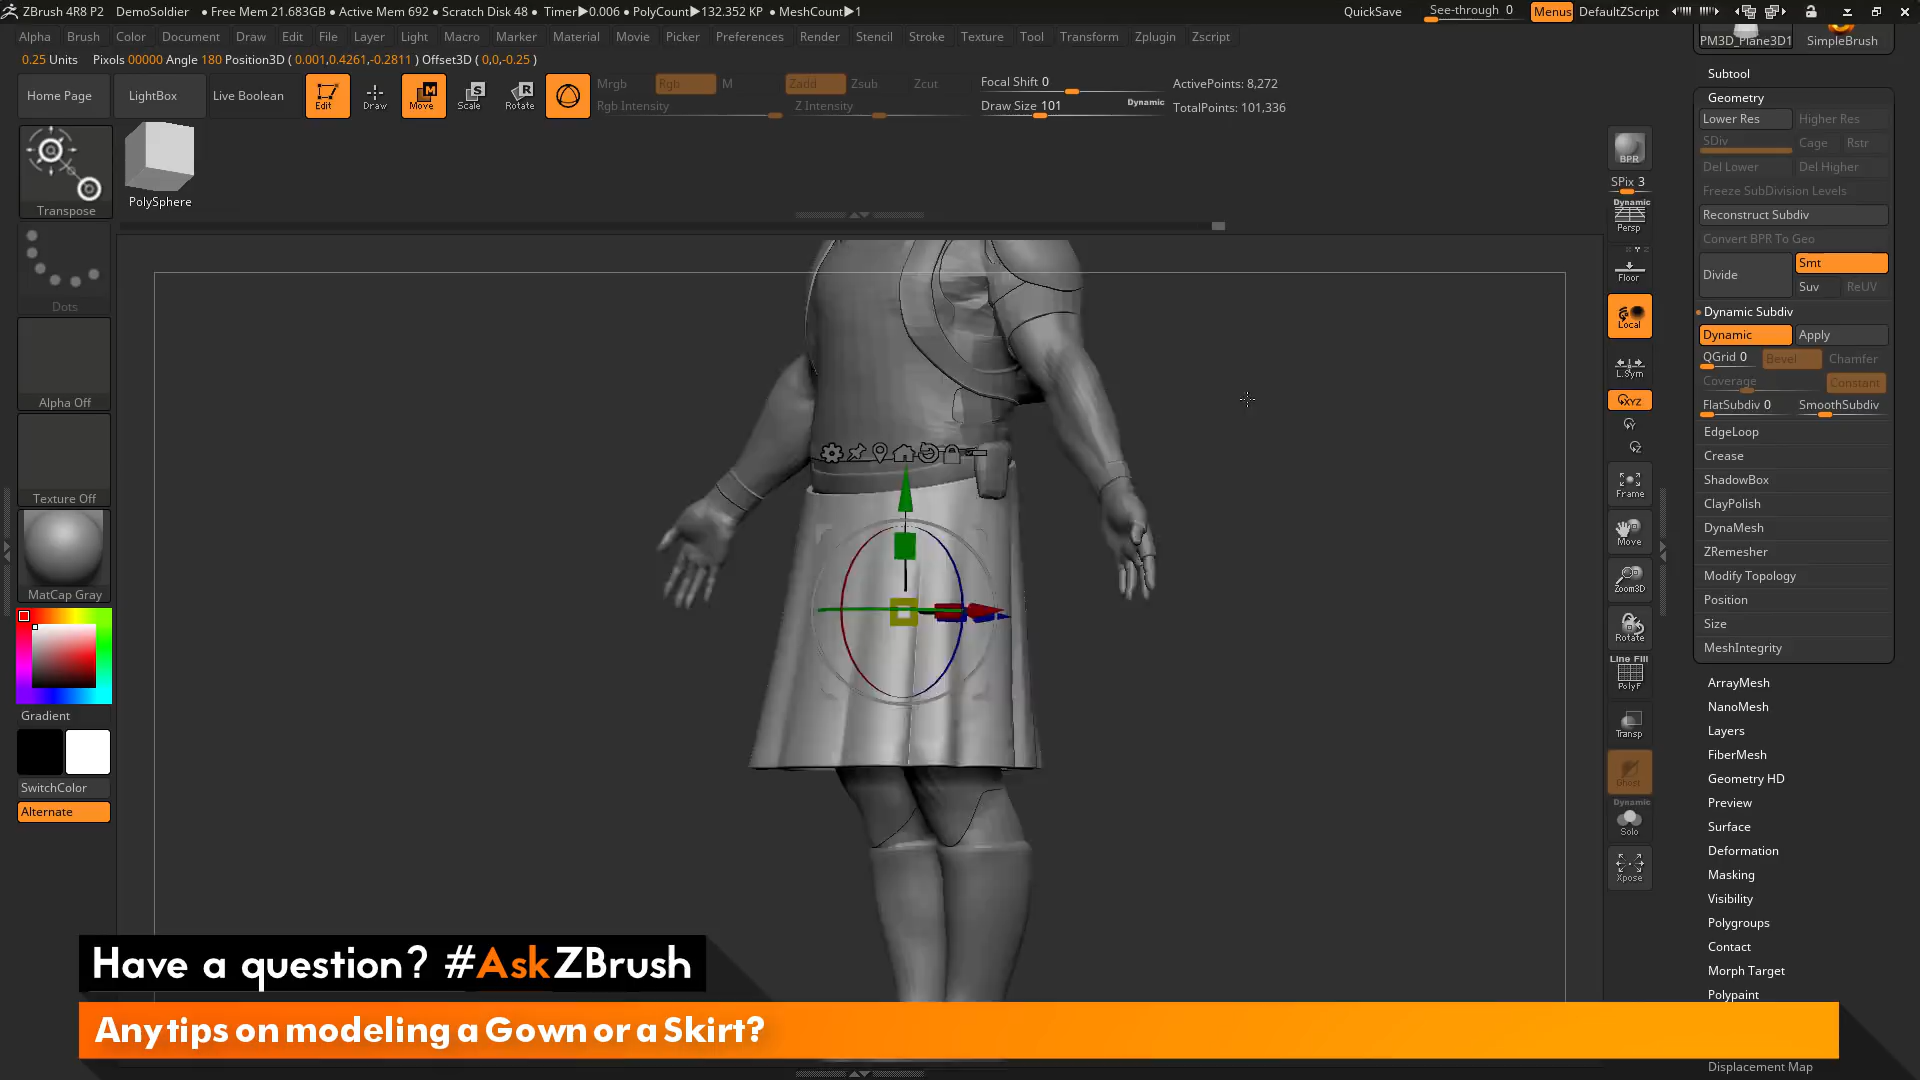 ZBrush 4R8 P2 DemoSoldier ● Free Mem 21.683GB ● Active Mem 692 ● Scratch Disk 48 ● Timer▶0.006 ● PolyCount▶132.352 KP ● MeshCount▶1 QuickSave See-through 0 Menus DefaultZScript
Alpha Brush Color Document Draw Edit File Layer Light Macro Marker Material Movie Picker Preferences Render Stencil Stroke Texture Tool Transform Zplugin Zscript
PM3D_Plane3D1 SimpleBrush
0.25 Units Pixols 00000 Angle 180 Position3D ( 0.001,0.4261,-0.2811 ) Offset3D ( 0,0,-0.25 )
Home Page LightBox Live Boolean Edit Draw Move Scale Rotate
Mrgb Rgb M Zadd Zsub Zcut Focal Shift 0 ActivePoints: 8,272
Rgb Intensity Z Intensity Draw Size 101 Dynamic TotalPoints: 101,336
Transpose
PolySphere
Dots
Alpha Off
Texture Off
MatCap Gray
Gradient
SwitchColor
Alternate
BPR
SPix 3
Dynamic
Persp
Floor
Local
L.Sym
XYZ
Y
Z
Frame
Move
Zoom3D
Rotate
Line Fill
PolyF
Transp
Ghost
Dynamic
Solo
Xpose
Subtool
Geometry
Lower Res Higher Res
SDiv Cage Rstr
Del Lower Del Higher
Freeze SubDivision Levels
Reconstruct Subdiv
Convert BPR To Geo
Divide Smt
Suv ReUV
Dynamic Subdiv
Dynamic Apply
QGrid 0 Bevel Chamfer
Coverage Constant
FlatSubdiv 0 SmoothSubdiv
EdgeLoop
Crease
ShadowBox
ClayPolish
DynaMesh
ZRemesher
Modify Topology
Position
Size
MeshIntegrity
ArrayMesh
NanoMesh
Layers
FiberMesh
Geometry HD
Preview
Surface
Deformation
Masking
Visibility
Polygroups
Contact
Morph Target
Polypaint
Displacement Map
Have a question? #AskZBrush
Any tips on modeling a Gown or a Skirt?